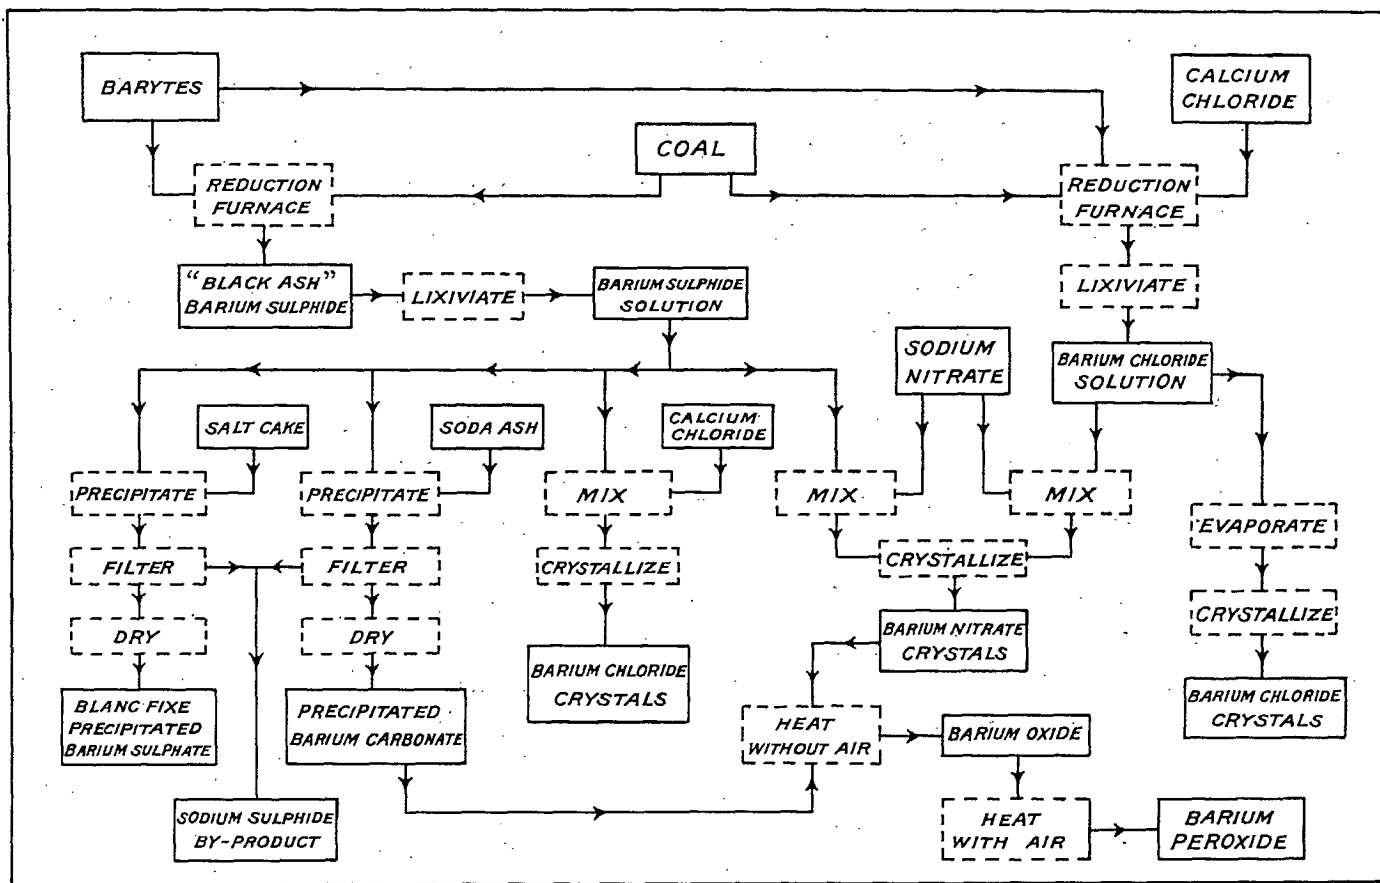 BARYTES
CALCIUM
CHLORIDE
COAL
REDUCTION
FURNACE
REDUCTION
FURNACE
"BLACK ASH"
BARIUM SULPHIDE
LIXIVIATE
BARIUM SULPHIDE
SOLUTION
LIXIVIATE
SODIUM
NITRATE
BARIUM CHLORIDE
SOLUTION
SALT CAKE
SODA ASH
CALCIUM
CHLORIDE
PRECIPITATE
PRECIPITATE
MIX
MIX
MIX
EVAPORATE
FILTER
FILTER
CRYSTALLIZE
CRYSTALLIZE
CRYSTALLIZE
DRY
DRY
BARIUM NITRATE
CRYSTALS
BLANC FIXE
PRECIPITATED
BARIUM SULPHATE
PRECIPITATED
BARIUM CARBONATE
BARIUM CHLORIDE
CRYSTALS
HEAT
WITHOUT AIR
BARIUM OXIDE
BARIUM CHLORIDE
CRYSTALS
SODIUM SULPHIDE
BY-PRODUCT
HEAT
WITH AIR
BARIUM
PEROXIDE